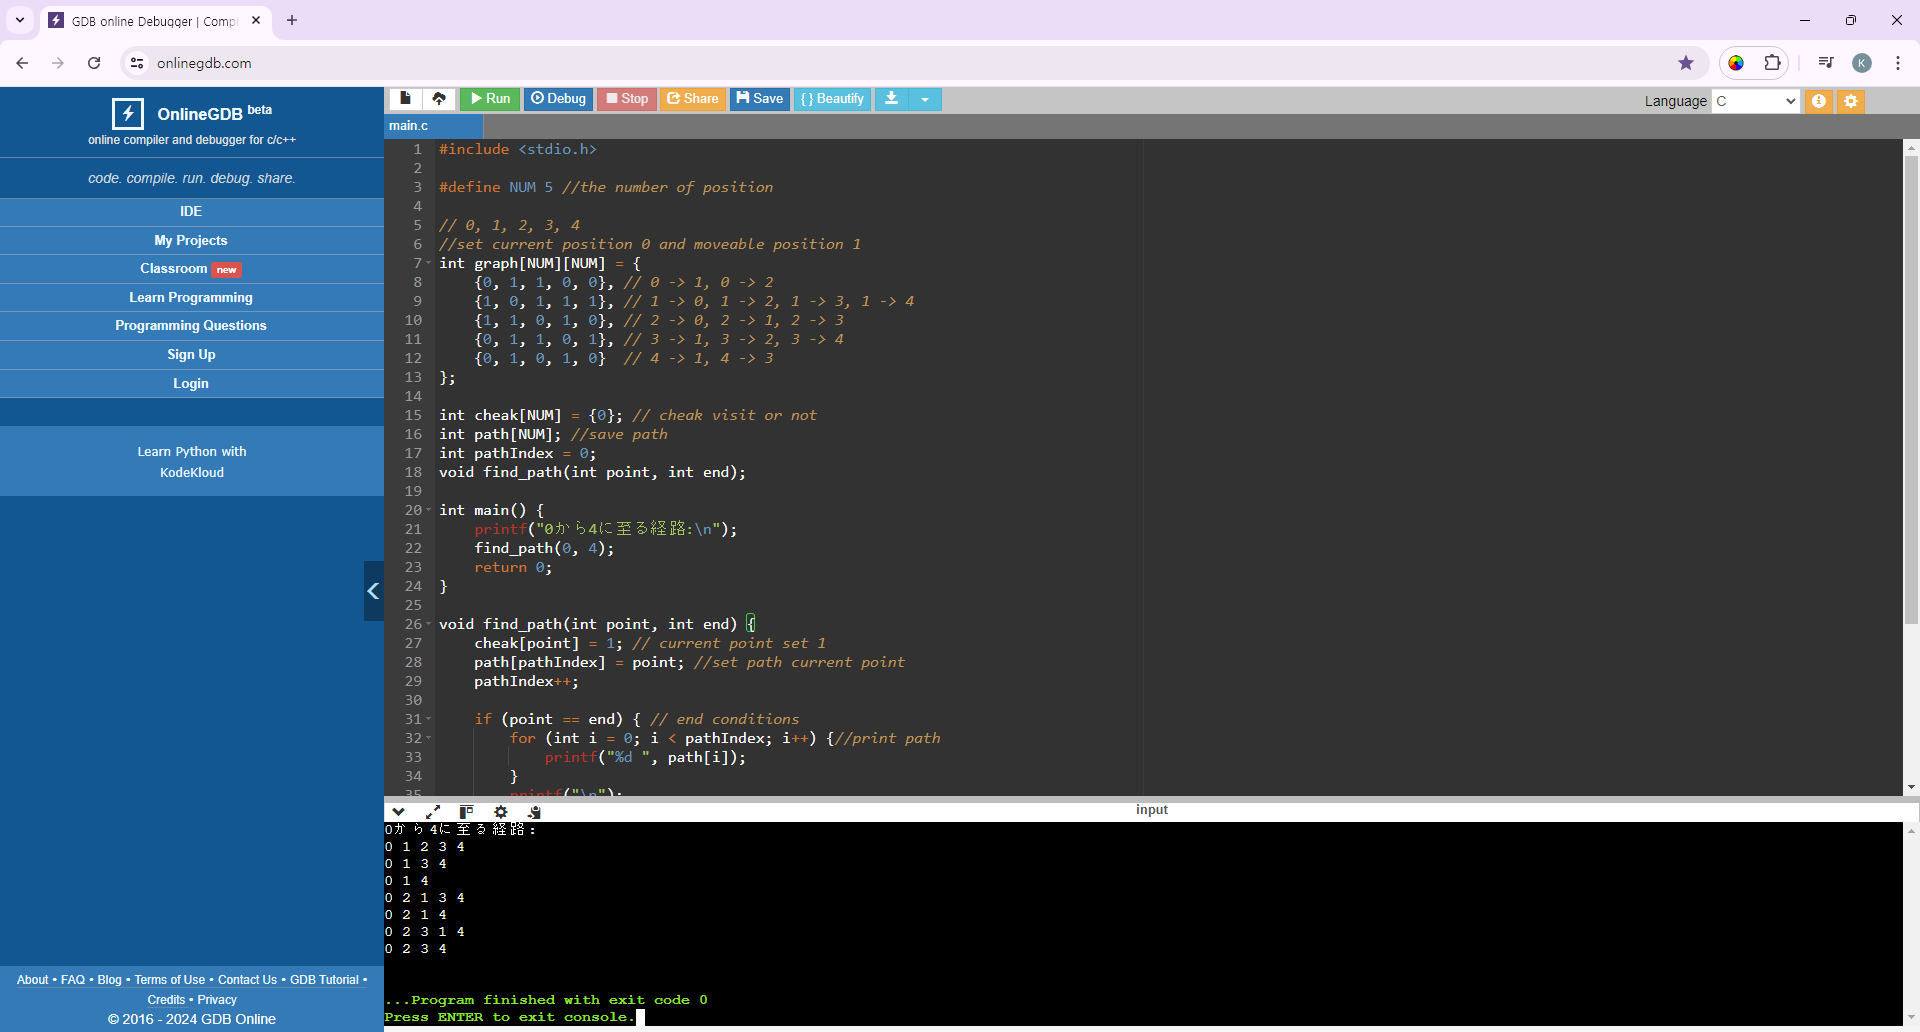 GDB online Debugger | Comp
onlinegdb.com
OnlineGDB beta
online compiler and debugger for c/c++
code. compile. run. debug. share.
IDE
My Projects
Classroom new
Learn Programming
Programming Questions
Sign Up
Login
Learn Python with
KodeKloud
About • FAQ • Blog • Terms of Use • Contact Us • GDB Tutorial •
Credits • Privacy
© 2016 - 2024 GDB Online
Run Debug Stop Share Save {} Beautify
Language C
K
main.c
1 #include <stdio.h>
2
3 #define NUM 5 //the number of position
4
5 // 0, 1, 2, 3, 4
6 //set current position 0 and moveable position 1
7 int graph[NUM][NUM] = {
8 {0, 1, 1, 0, 0}, // 0 -> 1, 0 -> 2
9 {1, 0, 1, 1, 1}, // 1 -> 0, 1 -> 2, 1 -> 3, 1 -> 4
10 {1, 1, 0, 1, 0}, // 2 -> 0, 2 -> 1, 2 -> 3
11 {0, 1, 1, 0, 1}, // 3 -> 1, 3 -> 2, 3 -> 4
12 {0, 1, 0, 1, 0} // 4 -> 1, 4 -> 3
13 };
14
15 int cheak[NUM] = {0}; // cheak visit or not
16 int path[NUM]; //save path
17 int pathIndex = 0;
18 void find_path(int point, int end);
19
20 int main() {
21 printf("0から4に至る経路:\n");
22 find_path(0, 4);
23 return 0;
24 }
25
26 void find_path(int point, int end) {
27 cheak[point] = 1; // current point set 1
28 path[pathIndex] = point; //set path current point
29 pathIndex++;
30
31 if (point == end) { // end conditions
32 for (int i = 0; i < pathIndex; i++) {//print path
33 printf("%d ", path[i]);
34 }
35 printf("\n");
input
0から4に至る経路:
0 1 2 3 4
0 1 3 4
0 1 4
0 2 1 3 4
0 2 1 4
0 2 3 1 4
0 2 3 4
...Program finished with exit code 0
Press ENTER to exit console.